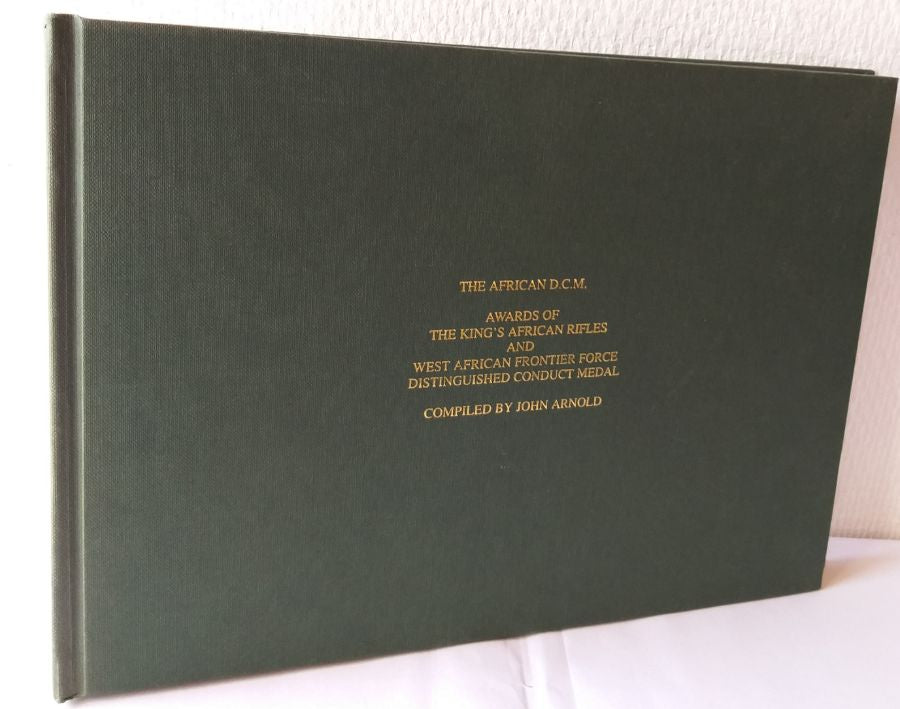 THE AFRICAN D.C.M.
AWARDS OF
THE KING'S AFRICAN RIFLES
AND
WEST AFRICAN FRONTIER FORCE
DISTINGUISHED CONDUCT MEDAL
COMPILED BY JOHN ARNOLD